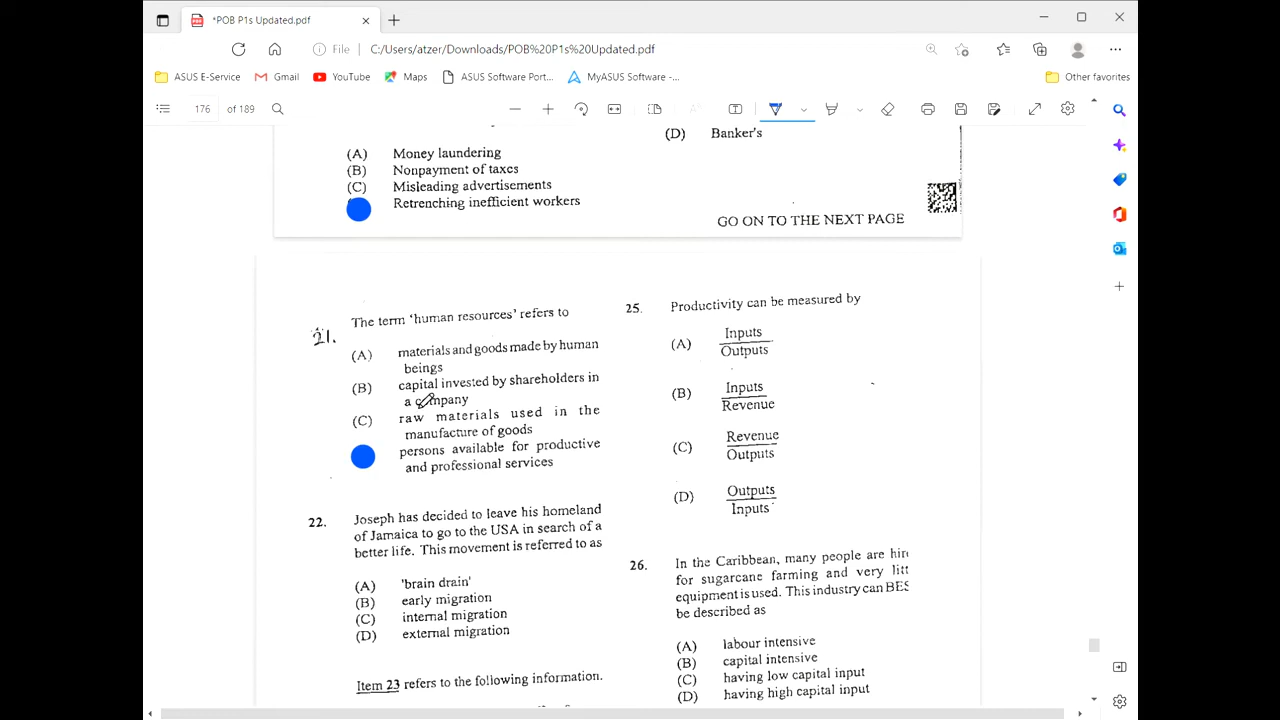 *POB P1s Updated.pdf
File C:/Users/atzer/Downloads/POB%20P1s%20Updated.pdf
ASUS E-Service Gmail YouTube Maps ASUS Software Port... MyASUS Software -... Other favorites
176 of 189
(A) Money laundering
(B) Nonpayment of taxes
(C) Misleading advertisements
Retrenching inefficient workers
(D) Banker's
GO ON TO THE NEXT PAGE
21. The term 'human resources' refers to
(A) materials and goods made by human
beings
(B) capital invested by shareholders in
a company
(C) raw materials used in the
manufacture of goods
persons available for productive
and professional services
22. Joseph has decided to leave his homeland
of Jamaica to go to the USA in search of a
better life. This movement is referred to as
(A) 'brain drain'
(B) early migration
(C) internal migration
(D) external migration
Item 23 refers to the following information.
25. Productivity can be measured by
(A) Inputs
Outputs
(B) Inputs
Revenue
(C) Revenue
Outputs
(D) Outputs
Inputs
26. In the Caribbean, many people are hire
for sugarcane farming and very litt
equipment is used. This industry can BES
be described as
(A) labour intensive
(B) capital intensive
(C) having low capital input
(D) having high capital input